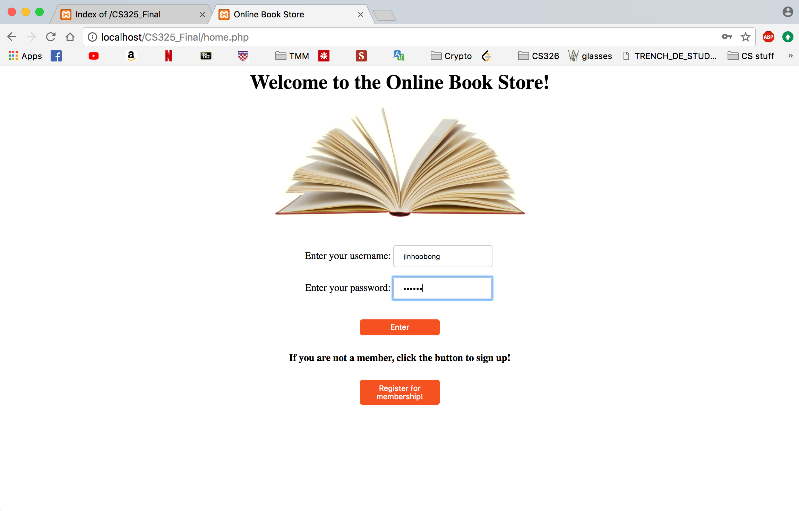 Index of /CS325_Final
Online Book Store
localhost/CS325_Final/home.php
ABP
Apps
TMM
S
Crypto
CS326
glasses
TRENCH_DE_STUD...
CS stuff
»
Welcome to the Online Book Store!
Enter your username: jinhoobong
Enter your password: ••••••
Enter
If you are not a member, click the button to sign up!
Register for
membership!